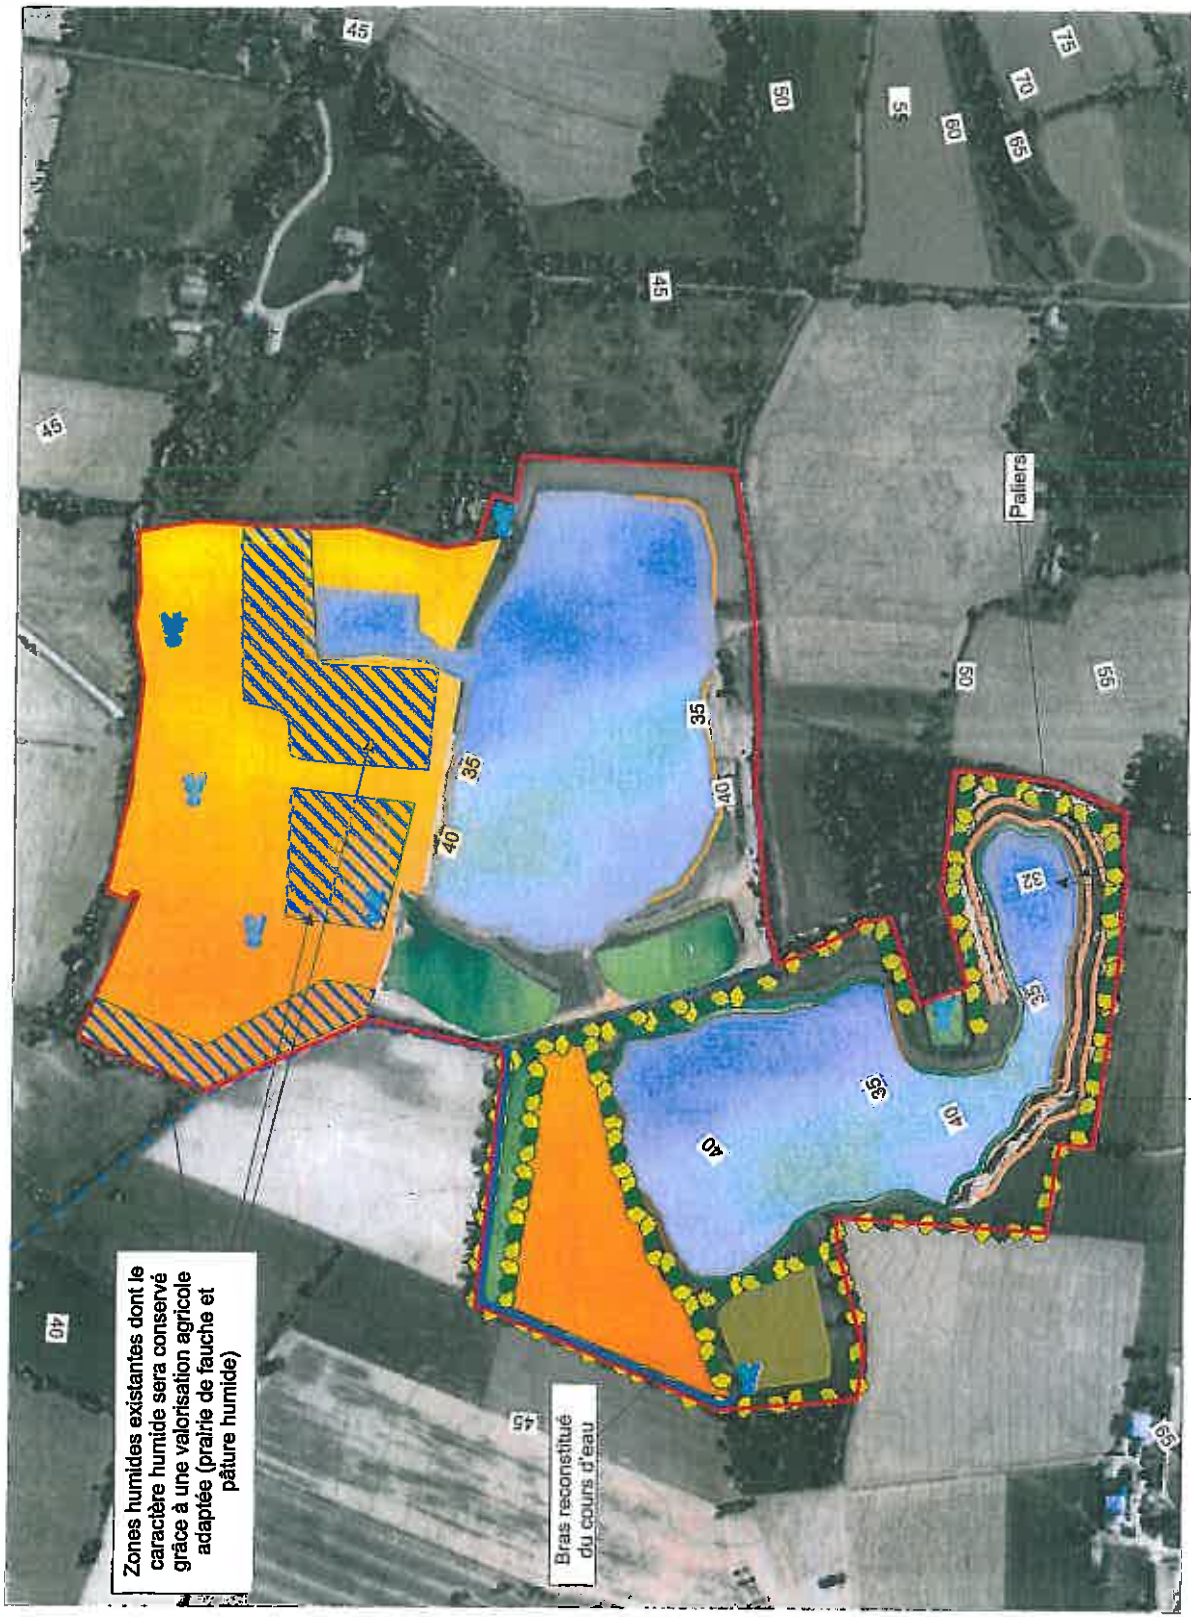 45
50
55
60
65
70
75
45
45
Paliers
50
55
35
40
35
40
32
35
35
40
40
40
Zones humides existantes dont le
caractère humide sera conservé
grâce à une valorisation agricole
adaptée (prairie de fauche et
pâture humide)
45
Bras reconstitué
du cours d'eau
65